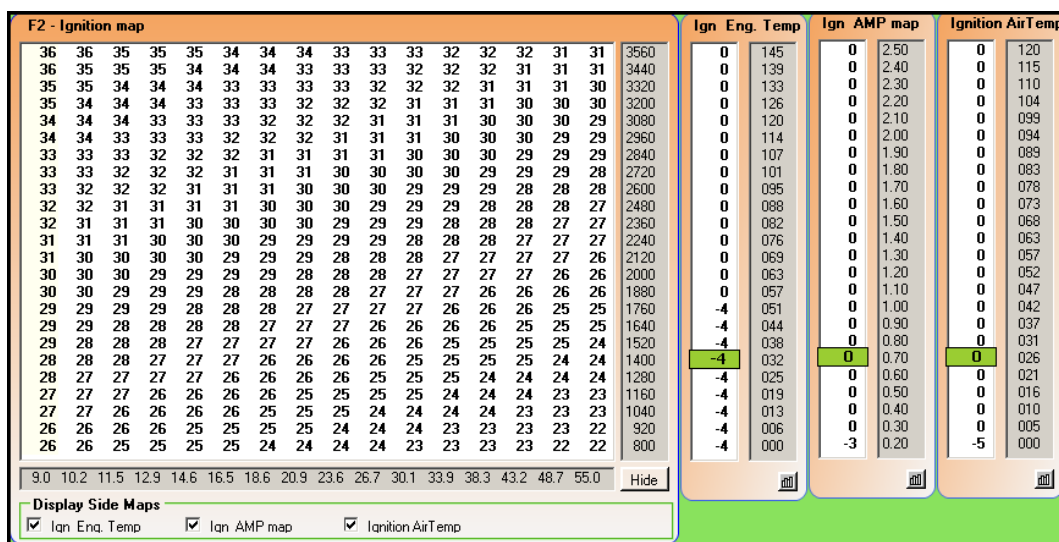 F2 - Ignition map Ign Eng. Temp Ign AMP map Ignition AirTemp
36 36 35 35 35 34 34 34 33 33 33 32 32 32 31 31 3560 0 145 0 2.50 0 120
36 35 35 35 34 34 34 33 33 33 32 32 32 31 31 31 3440 0 139 0 2.40 0 115
35 35 34 34 34 33 33 33 33 32 32 32 31 31 31 30 3320 0 133 0 2.30 0 110
35 34 34 34 33 33 33 32 32 32 31 31 31 30 30 30 3200 0 126 0 2.20 0 104
34 34 34 33 33 33 32 32 32 31 31 31 30 30 30 29 3080 0 120 0 2.10 0 099
34 34 33 33 33 32 32 32 31 31 31 30 30 30 29 29 2960 0 114 0 2.00 0 094
33 33 33 32 32 32 31 31 31 31 30 30 30 29 29 29 2840 0 107 0 1.90 0 089
33 33 32 32 32 31 31 31 30 30 30 30 29 29 29 28 2720 0 101 0 1.80 0 083
33 32 32 32 31 31 31 30 30 30 29 29 29 28 28 28 2600 0 095 0 1.70 0 078
32 32 31 31 31 31 30 30 30 29 29 29 28 28 28 27 2480 0 088 0 1.60 0 073
32 31 31 31 30 30 30 30 29 29 29 28 28 28 27 27 2360 0 082 0 1.50 0 068
31 31 31 30 30 30 29 29 29 29 28 28 28 27 27 27 2240 0 076 0 1.40 0 063
31 30 30 30 30 29 29 29 28 28 28 28 27 27 27 26 2120 0 069 0 1.30 0 057
30 30 30 29 29 29 29 28 28 28 27 27 27 27 26 26 2000 0 063 0 1.20 0 052
30 30 29 29 29 28 28 28 28 27 27 27 26 26 26 26 1880 0 057 0 1.10 0 047
29 29 29 29 28 28 28 27 27 27 27 26 26 26 25 25 1760 -4 051 0 1.00 0 042
29 29 28 28 28 28 27 27 27 26 26 26 26 25 25 25 1640 -4 044 0 0.90 0 037
29 28 28 28 27 27 27 27 26 26 26 25 25 25 25 24 1520 -4 038 0 0.80 0 031
28 28 28 27 27 27 26 26 26 26 25 25 25 25 24 24 1400 -4 032 0 0.70 0 026
28 27 27 27 27 26 26 26 26 25 25 25 24 24 24 24 1280 -4 025 0 0.60 0 021
27 27 27 26 26 26 26 25 25 25 25 24 24 24 23 23 1160 -4 019 0 0.50 0 016
27 27 26 26 26 26 25 25 25 24 24 24 24 23 23 23 1040 -4 013 0 0.40 0 010
26 26 26 26 25 25 25 25 24 24 24 23 23 23 23 22 920 -4 006 0 0.30 0 005
26 26 25 25 25 25 24 24 24 24 23 23 23 23 22 22 800 -4 000 -3 0.20 -5 000
9.0 10.2 11.5 12.9 14.6 16.5 18.6 20.9 23.6 26.7 30.1 33.9 38.3 43.2 48.7 55.0 Hide
Display Side Maps
Ign Eng. Temp Ign AMP map Ignition AirTemp